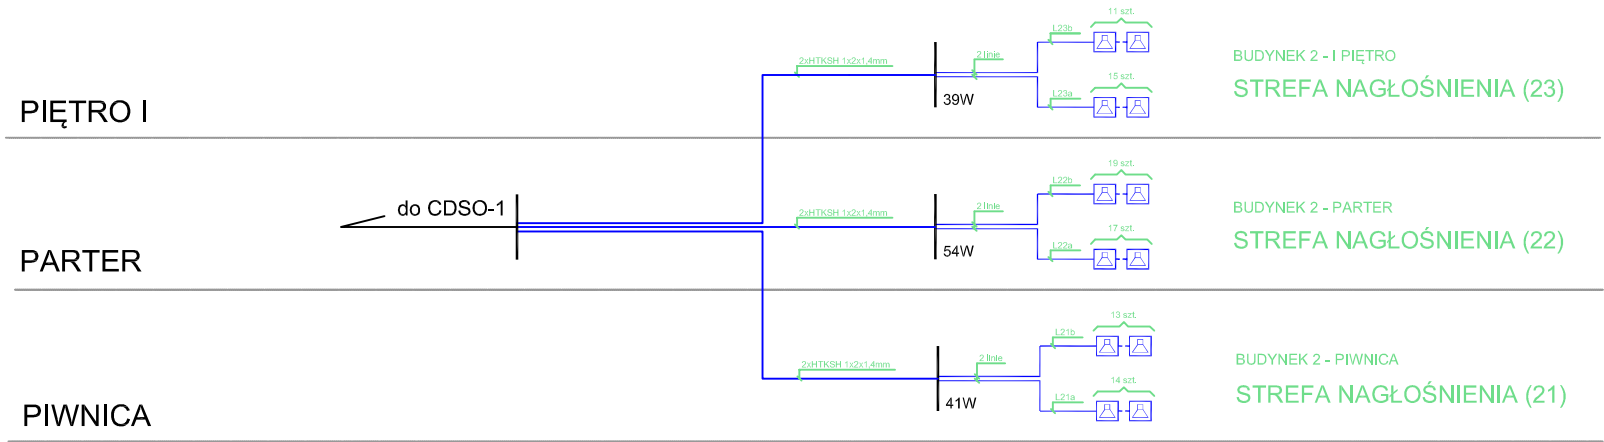 11 szt.
L23b
2 linie
2xHTKSH 1x2x1.4mm
BUDYNEK 2 - I PIĘTRO
STREFA NAGŁOŚNIENIA (23)
15 szt.
L23a
39W
PIĘTRO I
19 szt.
L22b
2 linie
2xHTKSH 1x2x1.4mm
do CDSO-1
BUDYNEK 2 - PARTER
STREFA NAGŁOŚNIENIA (22)
17 szt.
L22a
54W
PARTER
13 szt.
L21b
2 linie
2xHTKSH 1x2x1.4mm
BUDYNEK 2 - PIWNICA
STREFA NAGŁOŚNIENIA (21)
14 szt.
L21a
41W
PIWNICA